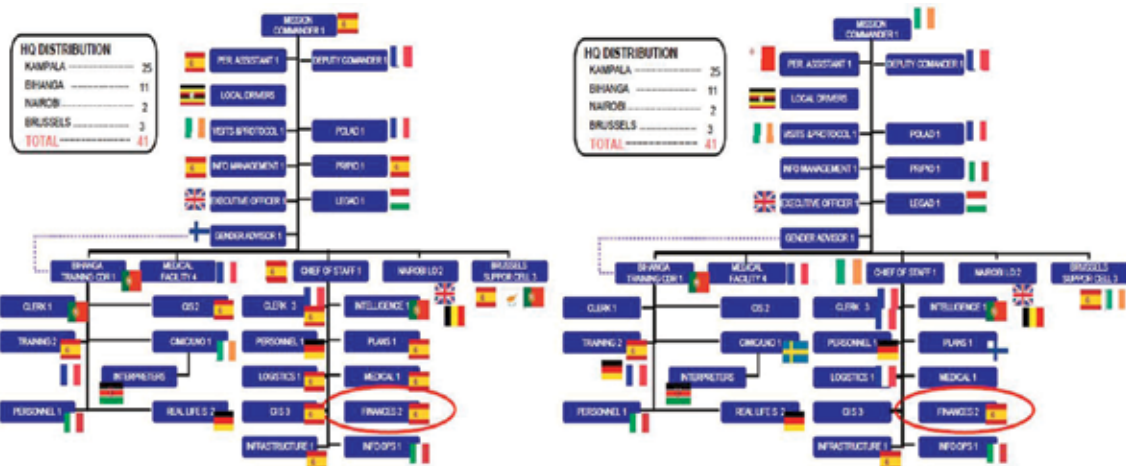 MISSION
COMMANDER 1
HQ DISTRIBUTION
KAMPALA 25
BIHANGA 11
NAIROBI 2
BRUSSELS 3
TOTAL 41
PER. ASSISTANT 1
DEPUTY COMANDER 1
LOCAL DRIVERS
VISITS &PROTOCOL 1
POLAD 1
INFO MANAGEMENT 1
PRPIO 1
EXECUTIVE OFFICER 1
LEGAD 1
GENDER ADVISOR 1
BIHANGA
TRAINING CDR 1
MEDICAL
FACILITY 4
CHIEF OF STAFF 1
NAIROBI LO 2
BRUSSELS
SUPPOR CELL 3
CLERK 1
CIS 2
CLERK 3
INTELLIGENCE 1
TRAINING 2
CIMIC/LNO 1
PERSONNEL 1
PLANS 1
INTERPRETERS
LOGISTICS 1
MEDICAL 1
PERSONNEL 1
REAL LIFE S. 2
CIS 3
FINANCES 2
INFRASTRUCTURE 1
INFO OPS 1
MISSION
COMMANDER 1
HQ DISTRIBUTION
KAMPALA 25
BIHANGA 11
NAIROBI 2
BRUSSELS 3
TOTAL 41
PER. ASSISTANT 1
DEPUTY COMANDER 1
LOCAL DRIVERS
VISITS &PROTOCOL 1
POLAD 1
INFO MANAGEMENT 1
PRPIO 1
EXECUTIVE OFFICER 1
LEGAD 1
GENDER ADVISOR 1
BIHANGA
TRAINING CDR 1
MEDICAL
FACILITY 4
CHIEF OF STAFF 1
NAIROBI LO 2
BRUSSELS
SUPPOR CELL 3
CLERK 1
CIS 2
CLERK 3
INTELLIGENCE 1
TRAINING 2
CIMIC/LNO 1
PERSONNEL 1
PLANS 1
INTERPRETERS
LOGISTICS 1
MEDICAL 1
PERSONNEL 1
REAL LIFE S. 2
CIS 3
FINANCES 2
INFRASTRUCTURE 1
INFO OPS 1